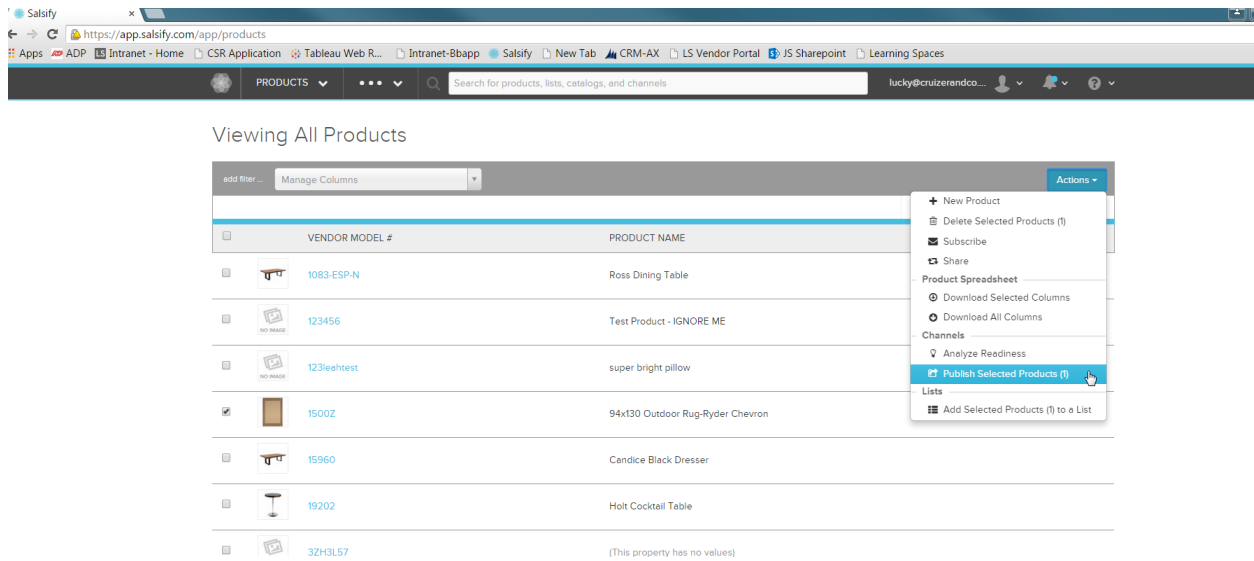 Salsify ×
https://app.salsify.com/app/products
Apps ADP LS Intranet - Home CSR Application Tableau Web R... Intranet-Bbapp Salsify New Tab CRM-AX LS Vendor Portal JS Sharepoint Learning Spaces
PRODUCTS Search for products, lists, catalogs, and channels lucky@cruizerandco....
Viewing All Products
add filter ... Manage Columns Actions
New Product
Delete Selected Products (1)
Subscribe
Share
Product Spreadsheet
Download Selected Columns
Download All Columns
Channels
Analyze Readiness
Publish Selected Products (1)
Lists
Add Selected Products (1) to a List
VENDOR MODEL # PRODUCT NAME
1083-ESP-N Ross Dining Table
NO IMAGE 123456 Test Product - IGNORE ME
NO IMAGE 123leahtest super bright pillow
1500Z 94x130 Outdoor Rug-Ryder Chevron
15960 Candice Black Dresser
19202 Holt Cocktail Table
3ZH3L57 (This property has no values)